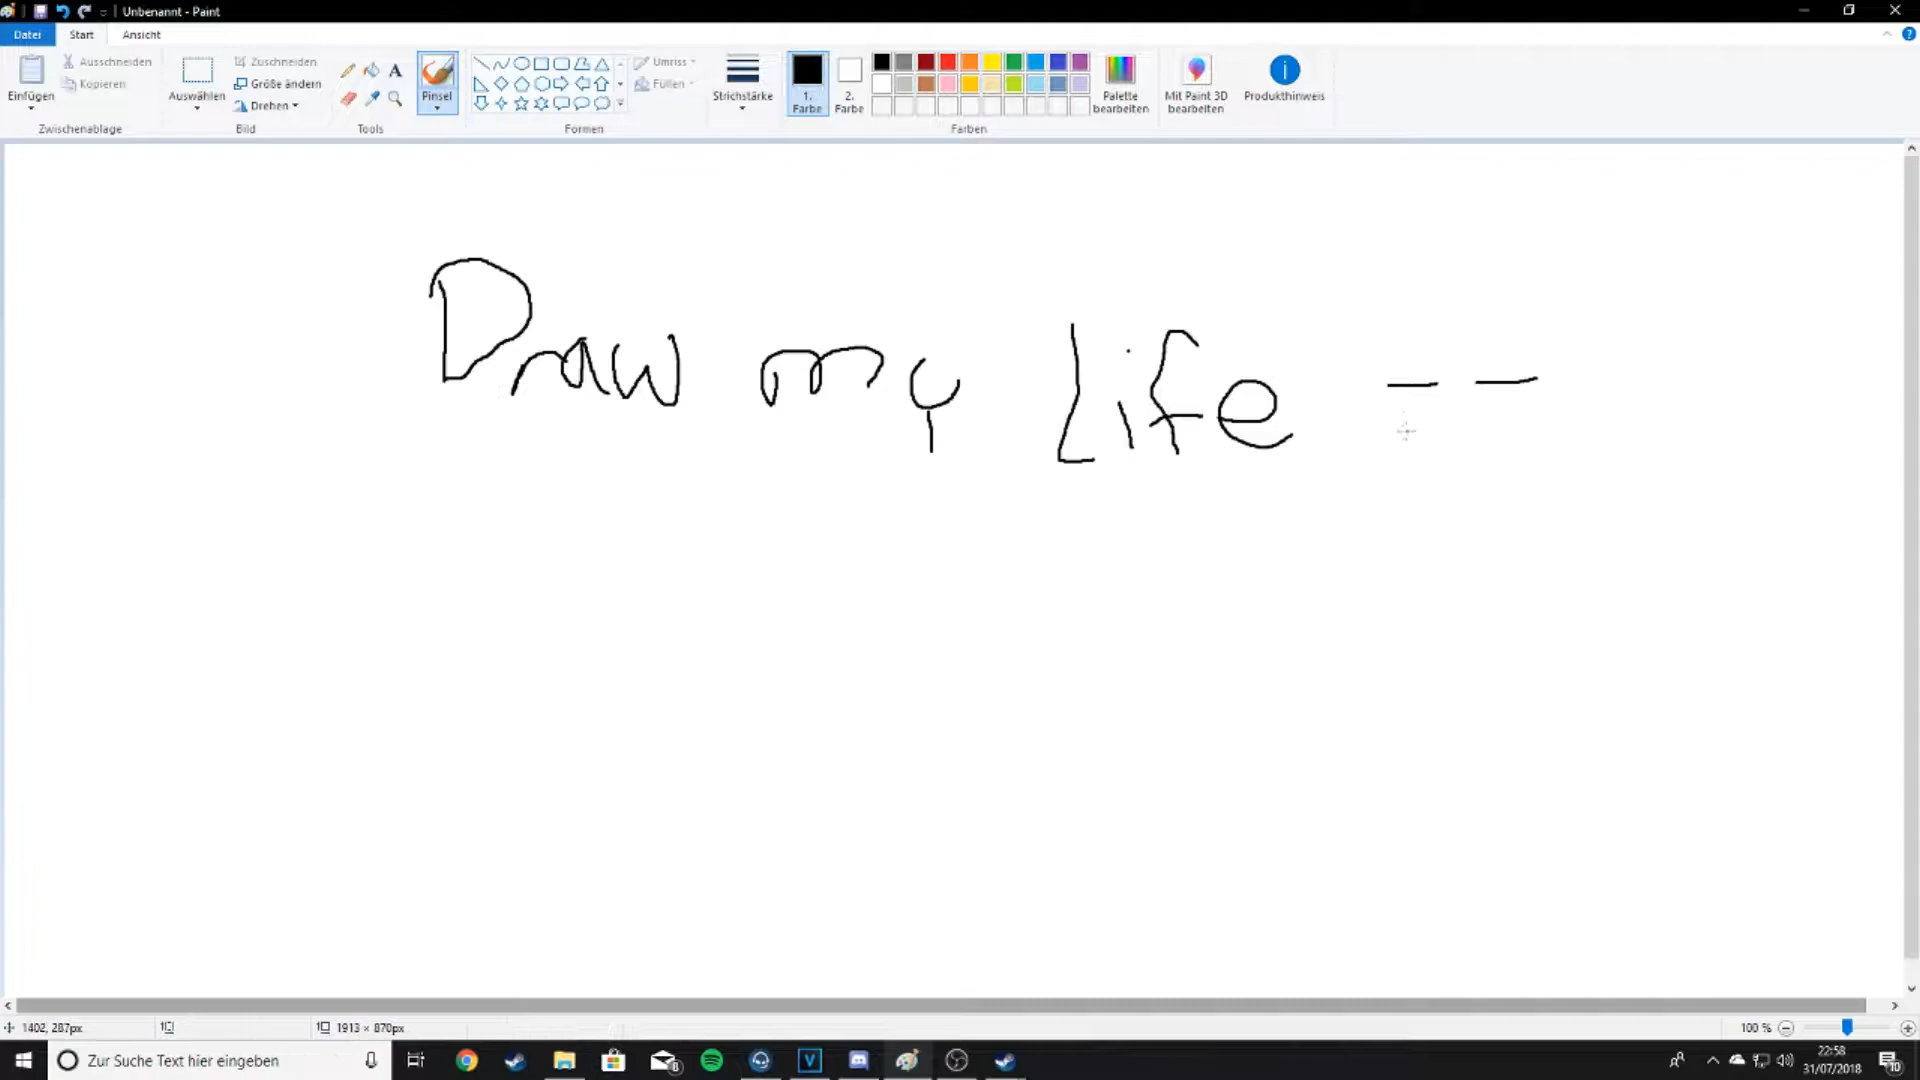 Unbenannt - Paint
Datei Start Ansicht
Einfügen Ausschneiden Kopieren Auswählen Zuschneiden Größe ändern Drehen Pinsel Umriss Füllen Strichstärke 1. Farbe 2. Farbe Palette bearbeiten Mit Paint 3D bearbeiten Produkthinweis
Zwischenablage Bild Tools Formen Farben
Draw my Life --
1402, 287px 1913 × 870px 100 %
Zur Suche Text hier eingeben 8 22:58 10
31/07/2018